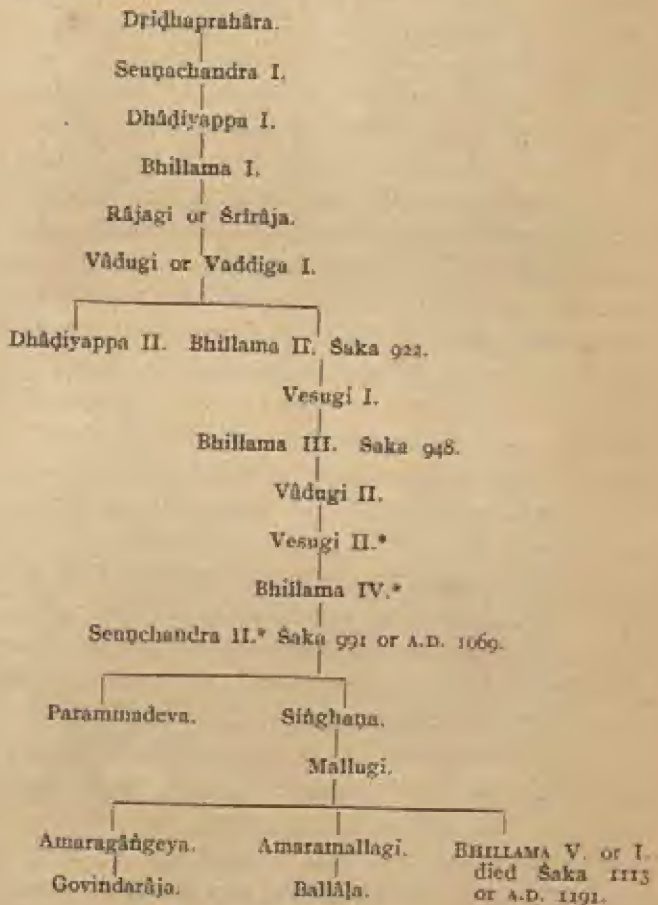 Dṛiḍhaprahâra.
Seuṇachandra I.
Dhâḍiyappa I.
Bhillama I.
Râjagi or Śrîrâja.
Vâdugi or Vaddiga I.
Dhâḍiyappa II. Bhillama II. Śaka 922.
Vesugi I.
Bhillama III. Śaka 948.
Vâdugi II.
Vesugi II.*
Bhillama IV.*
Seuṇchandra II.* Śaka 991 or A.D. 1069.
Parammadeva. Siṅghaṇa.
Mallugi.
Amaragâṅgeya. Amaramallagi. BHILLAMA V. or I.
died Śaka 1113
or A.D. 1191.
Govindarâja. Ballâḷa.